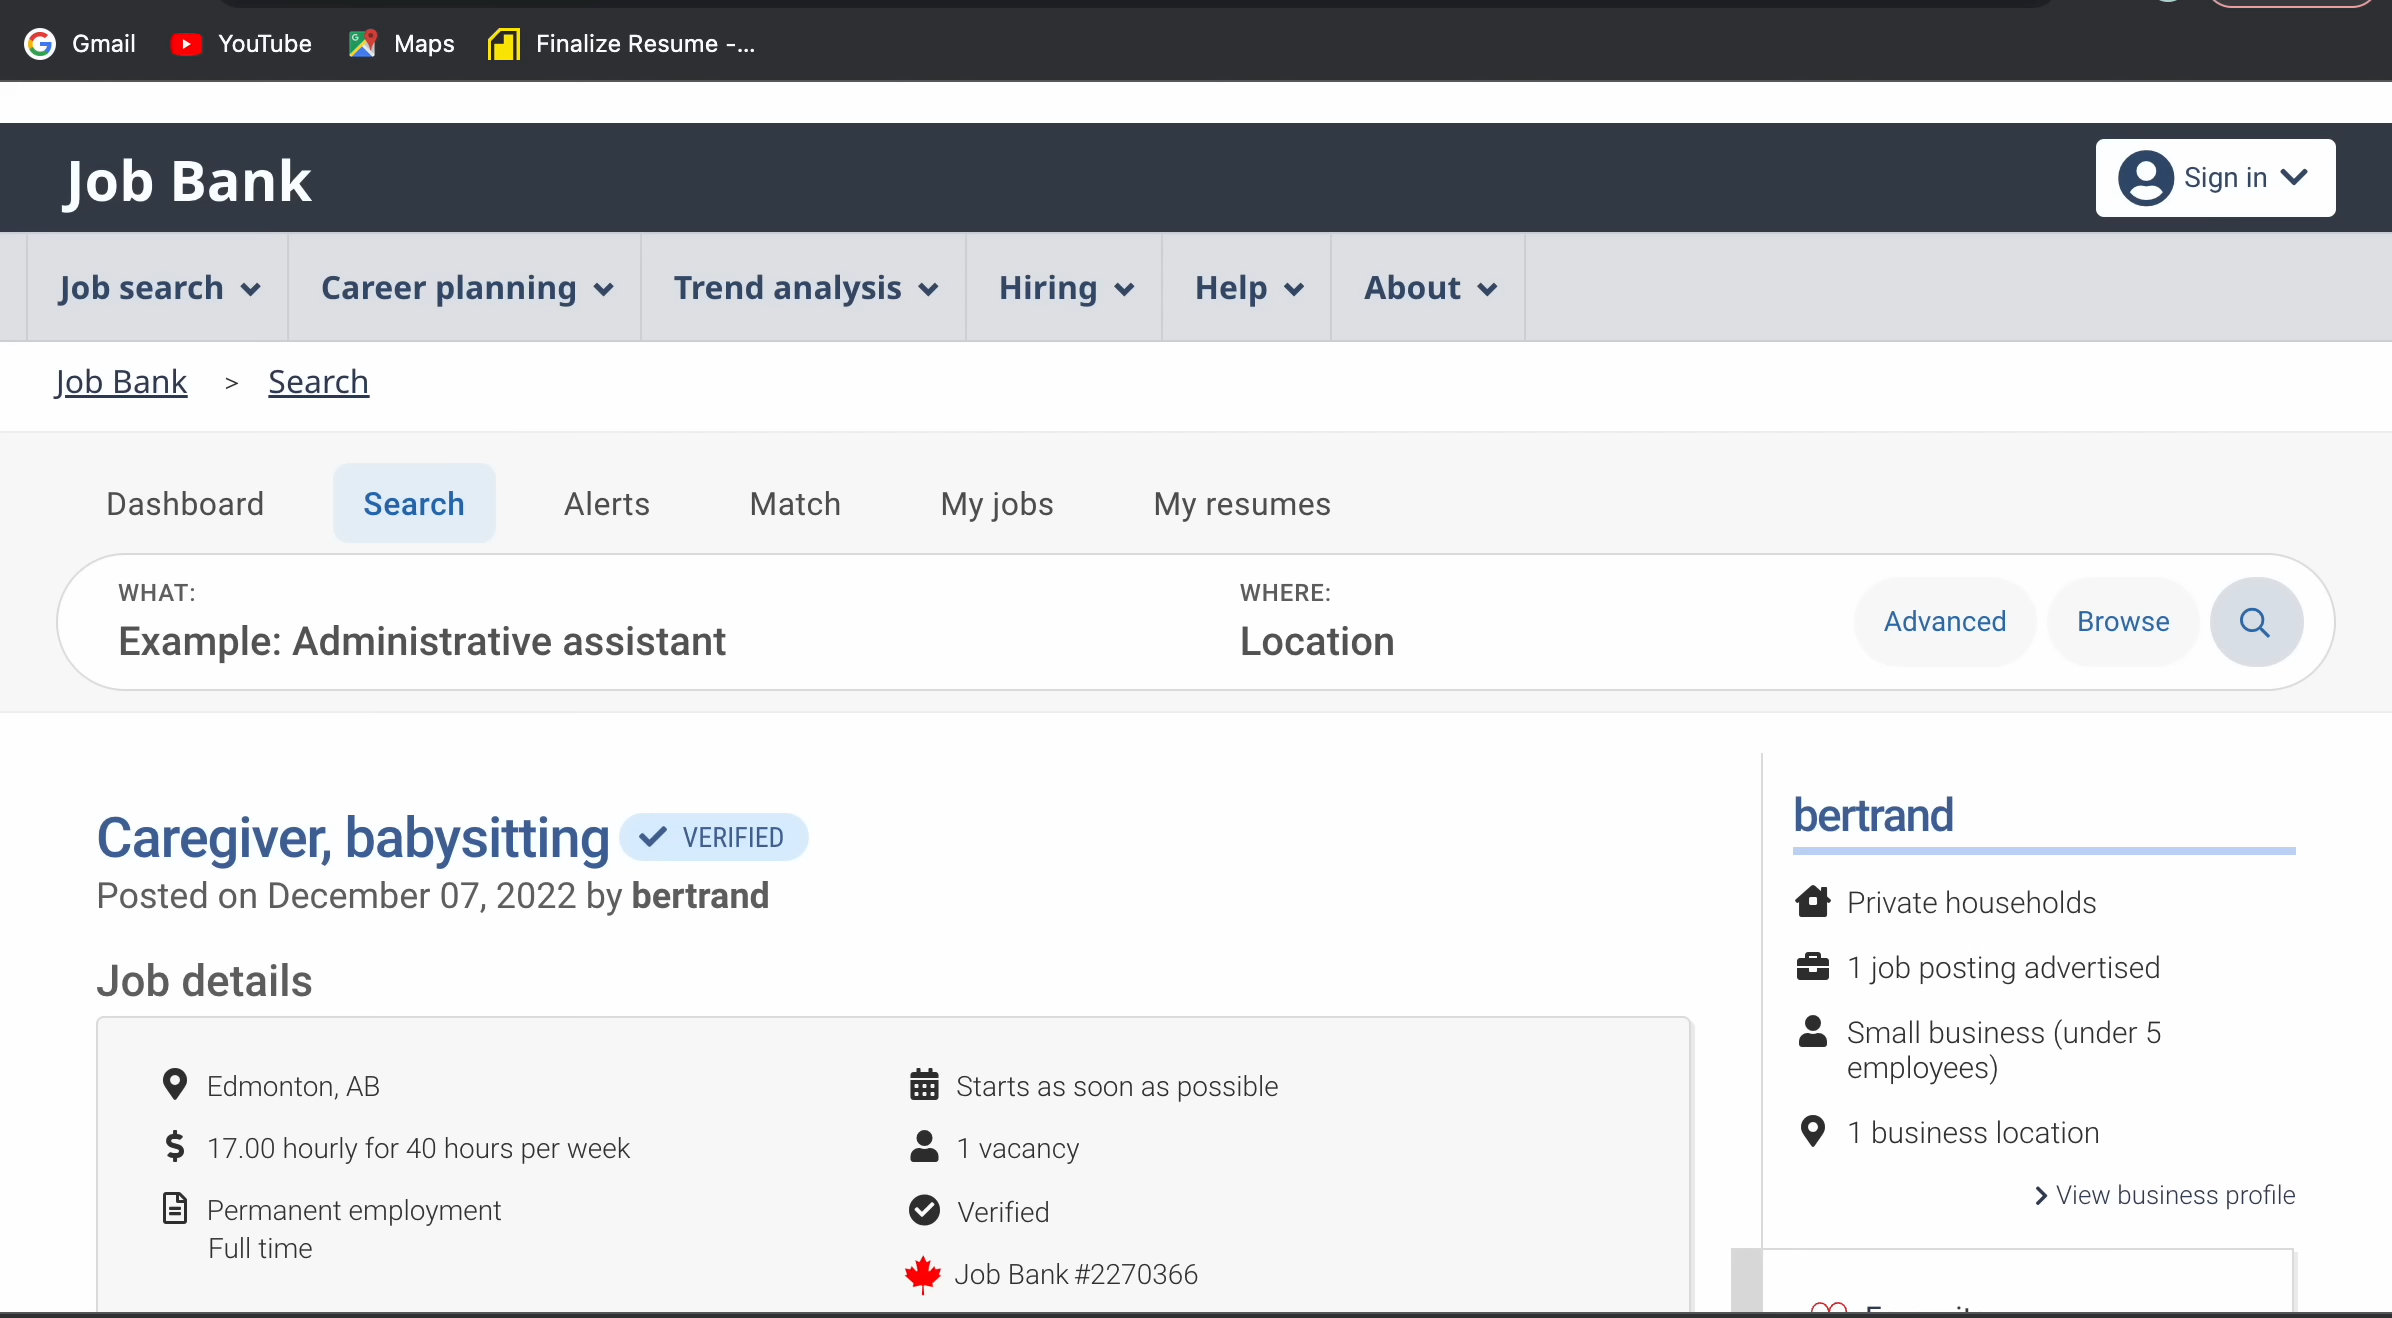 Gmail YouTube Maps Finalize Resume -...
Job Bank
Sign in
Job search Career planning Trend analysis Hiring Help About
Job Bank > Search
Dashboard Search Alerts Match My jobs My resumes
WHAT:
Example: Administrative assistant
WHERE:
Location
Advanced Browse
Caregiver, babysitting VERIFIED
Posted on December 07, 2022 by bertrand
Job details
Edmonton, AB
17.00 hourly for 40 hours per week
Permanent employment
Full time
Starts as soon as possible
1 vacancy
Verified
Job Bank #2270366
bertrand
Private households
1 job posting advertised
Small business (under 5
employees)
1 business location
View business profile